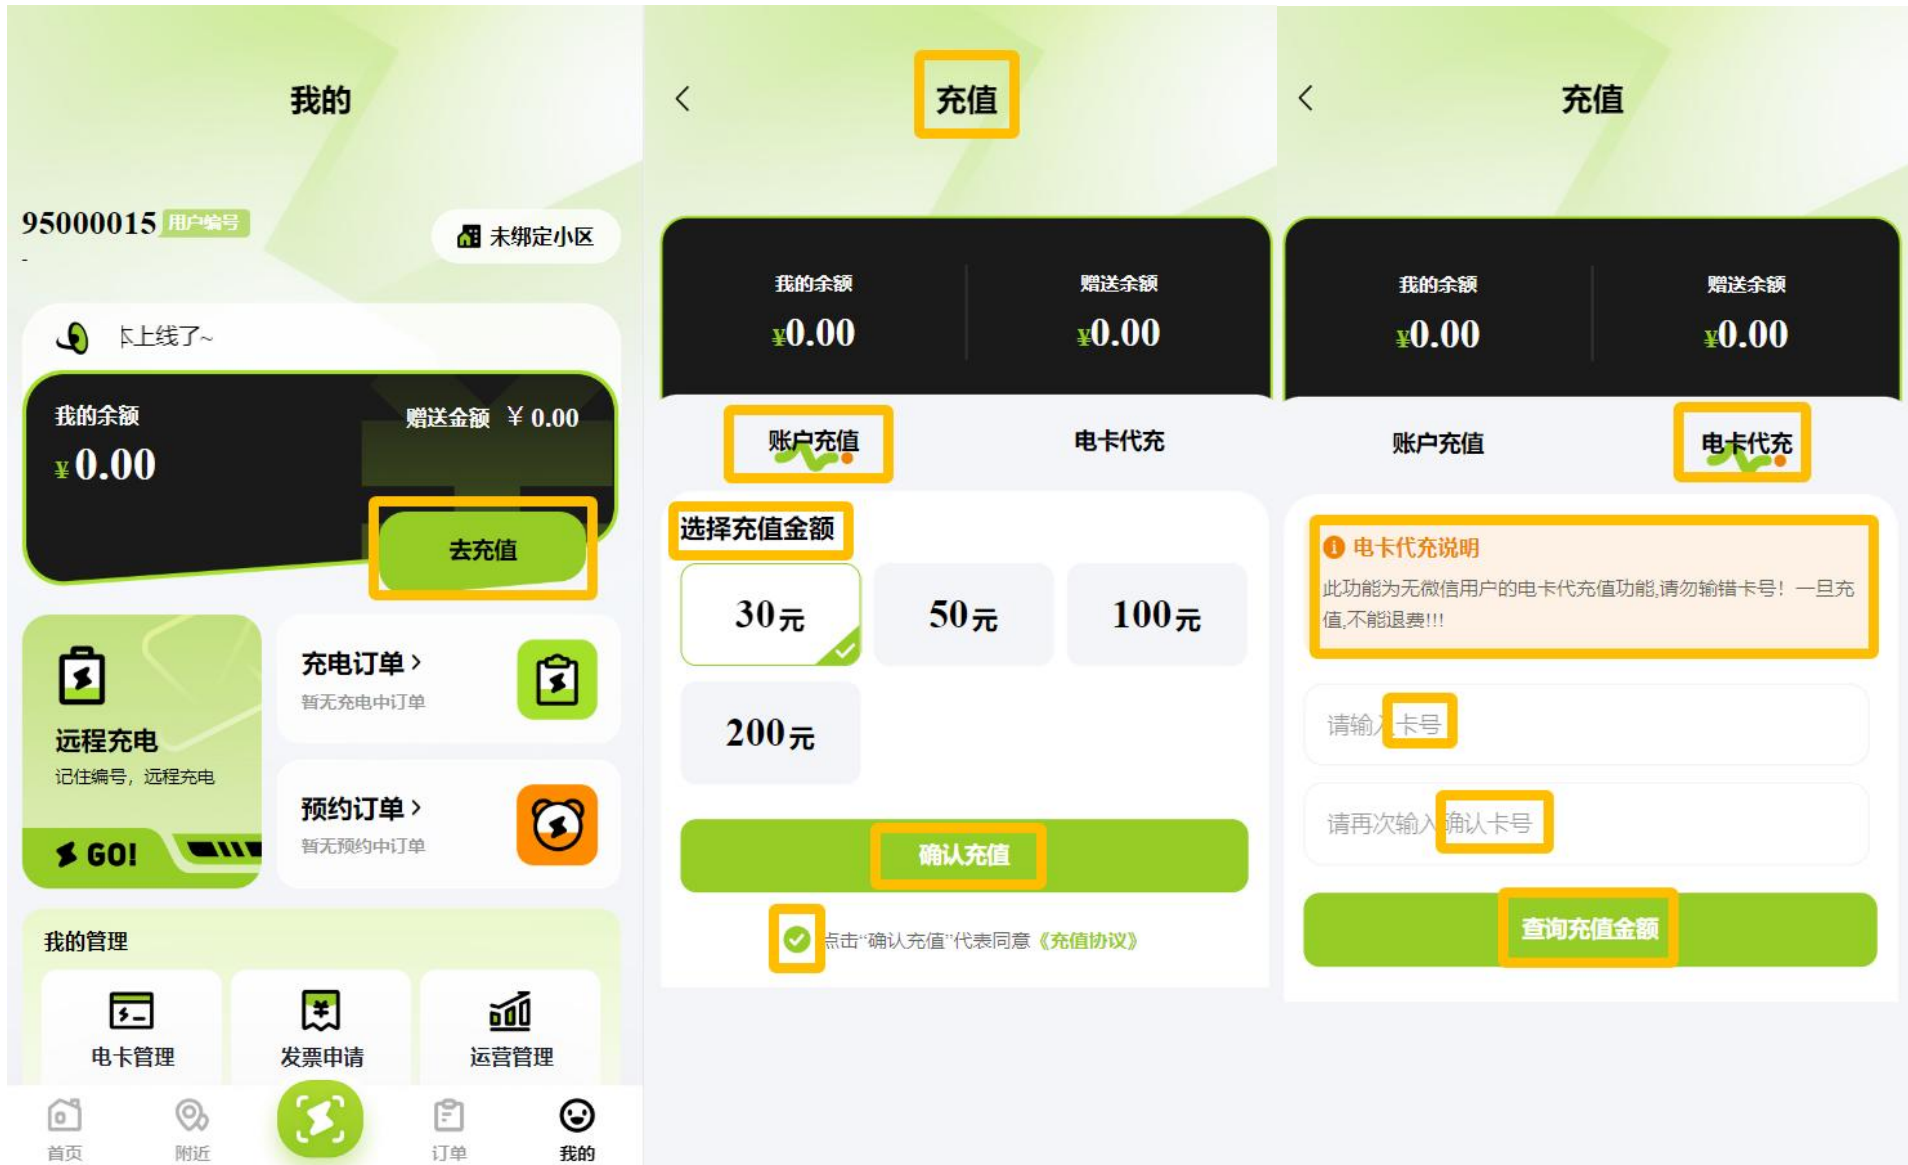 我的
95000015 用户编号
未绑定小区
-
上线了~
我的余额
赠送金额 ¥ 0.00
¥ 0.00
去充值
远程充电
记住编号，远程充电
GO!
充电订单 >
暂无充电中订单
预约订单 >
暂无预约中订单
我的管理
电卡管理
发票申请
运营管理
首页
附近
订单
我的
充值
我的余额
赠送余额
¥0.00
¥0.00
账户充值
电卡代充
选择充值金额
30元
50元
100元
200元
确认充值
点击“确认充值”代表同意《充值协议》
充值
我的余额
赠送余额
¥0.00
¥0.00
账户充值
电卡代充
电卡代充说明
此功能为无微信用户的电卡代充值功能,请勿输错卡号！一旦充
值,不能退费!!!
请输入卡号
请再次输入确认卡号
查询充值金额